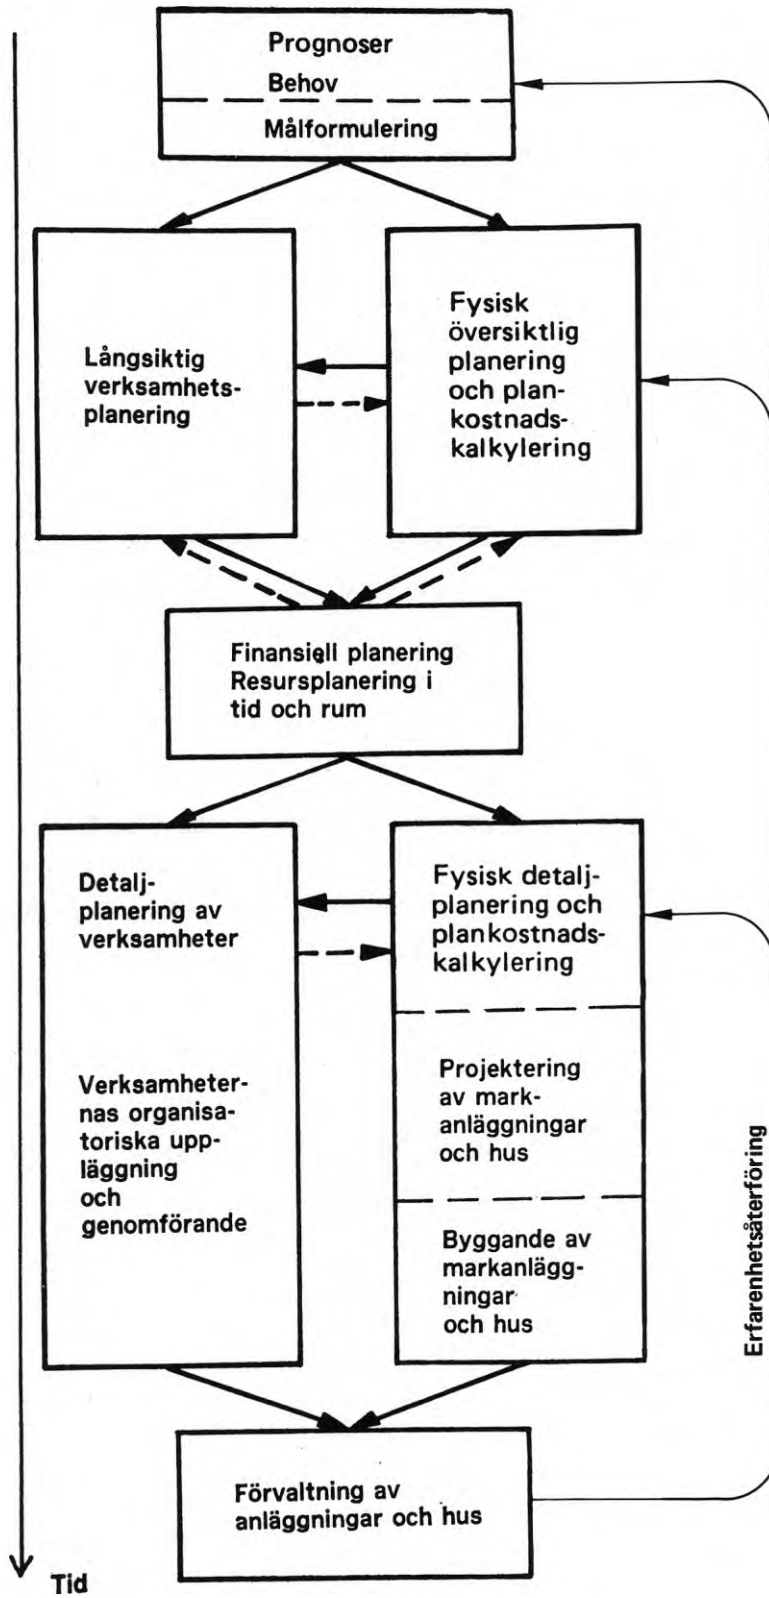 Prognoser
Behov
Målformulering
Långsiktig
verksamhets-
planering
Fysisk
översiktlig
planering
och plan-
kostnads-
kalkylering
Finansiell planering
Resursplanering i
tid och rum
Detalj-
planering av
verksamheter
Verksamheter-
nas organisa-
toriska upp-
läggning
och
genomförande
Fysisk detalj-
planering och
plankostnads-
kalkylering
Projektering
av mark-
anläggningar
och hus
Byggande av
markanlägg-
ningar
och hus
Erfarenhetsåterföring
Förvaltning av
anläggningar och hus
Tid